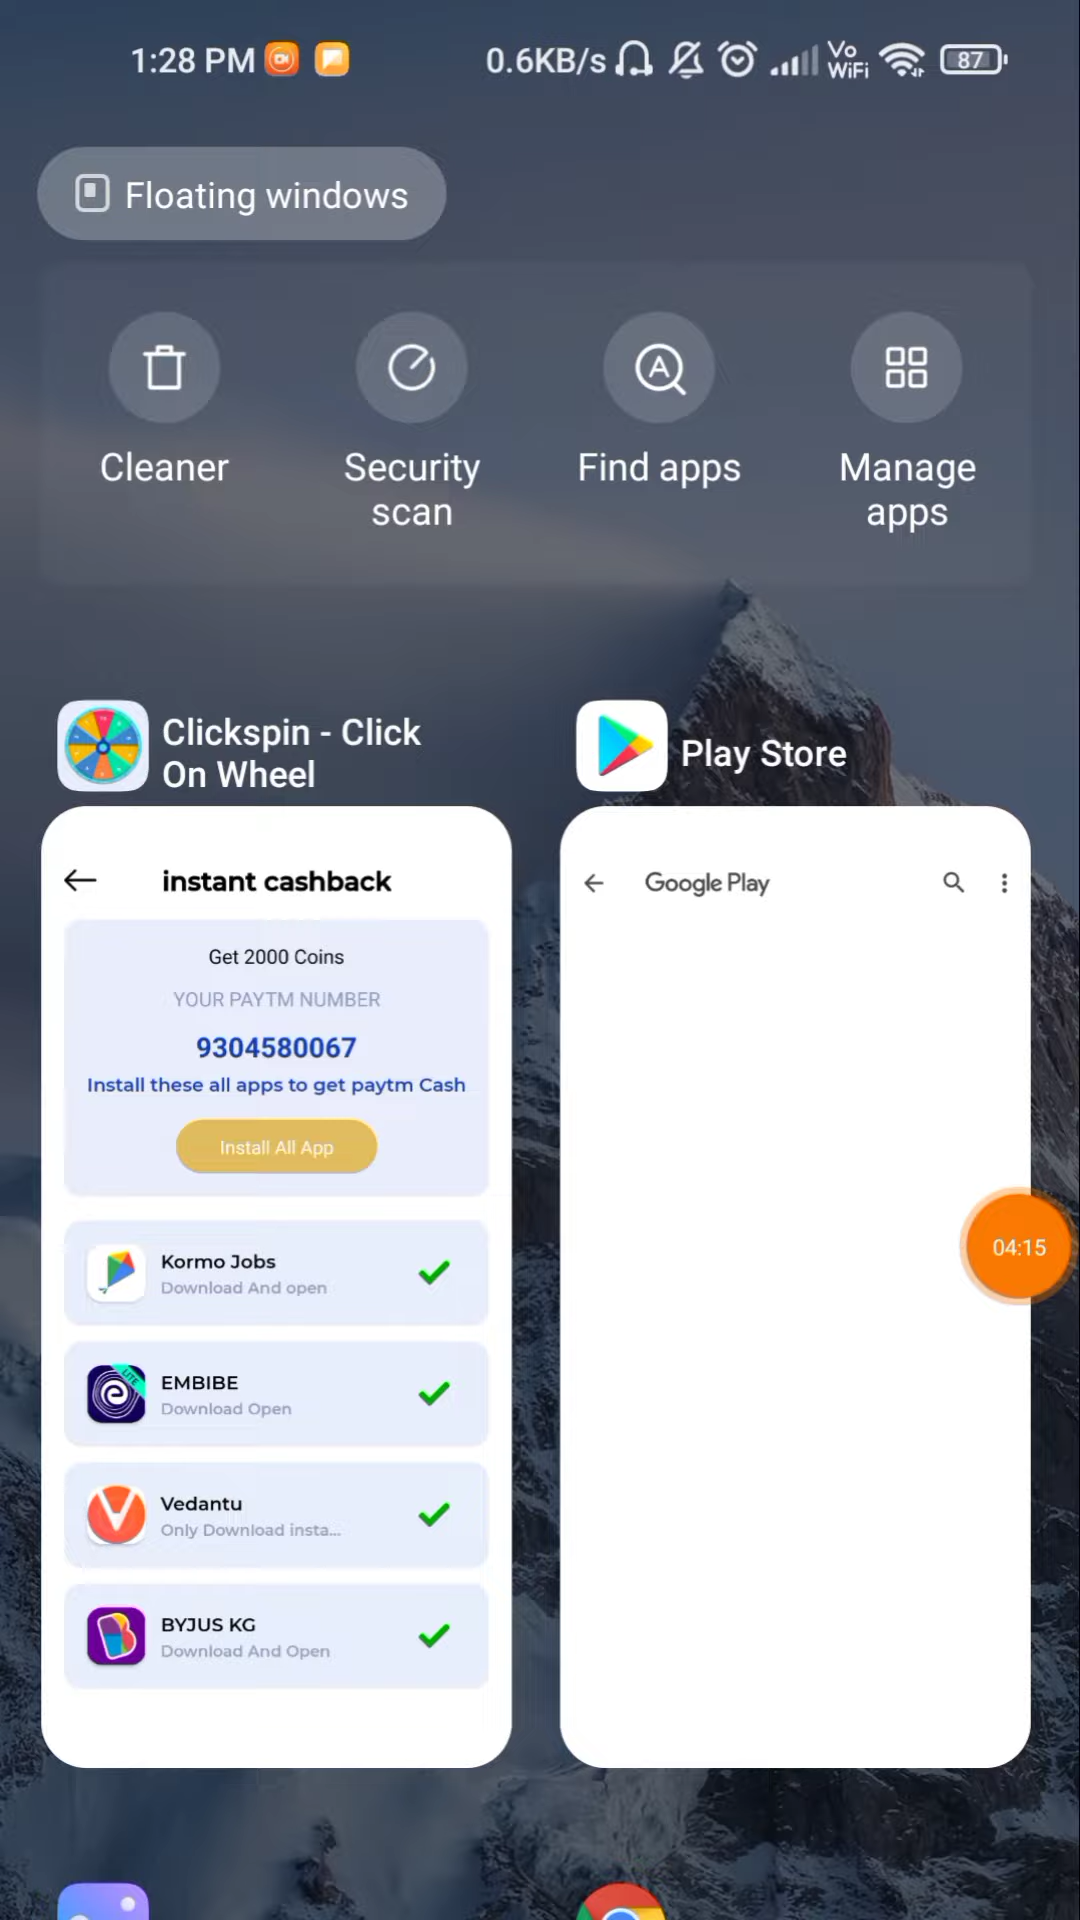 1:28 PM 0.6KB/s Vo WiFi 87
Floating windows
Cleaner
Security scan
Find apps
Manage apps
Clickspin - Click
On Wheel
Play Store
instant cashback
Get 2000 Coins
YOUR PAYTM NUMBER
9304580067
Install these all apps to get paytm Cash
Install All App
Kormo Jobs
Download And open
EMBIBE
Download Open
Vedantu
Only Download insta...
BYJUS KG
Download And Open
Google Play
04:15